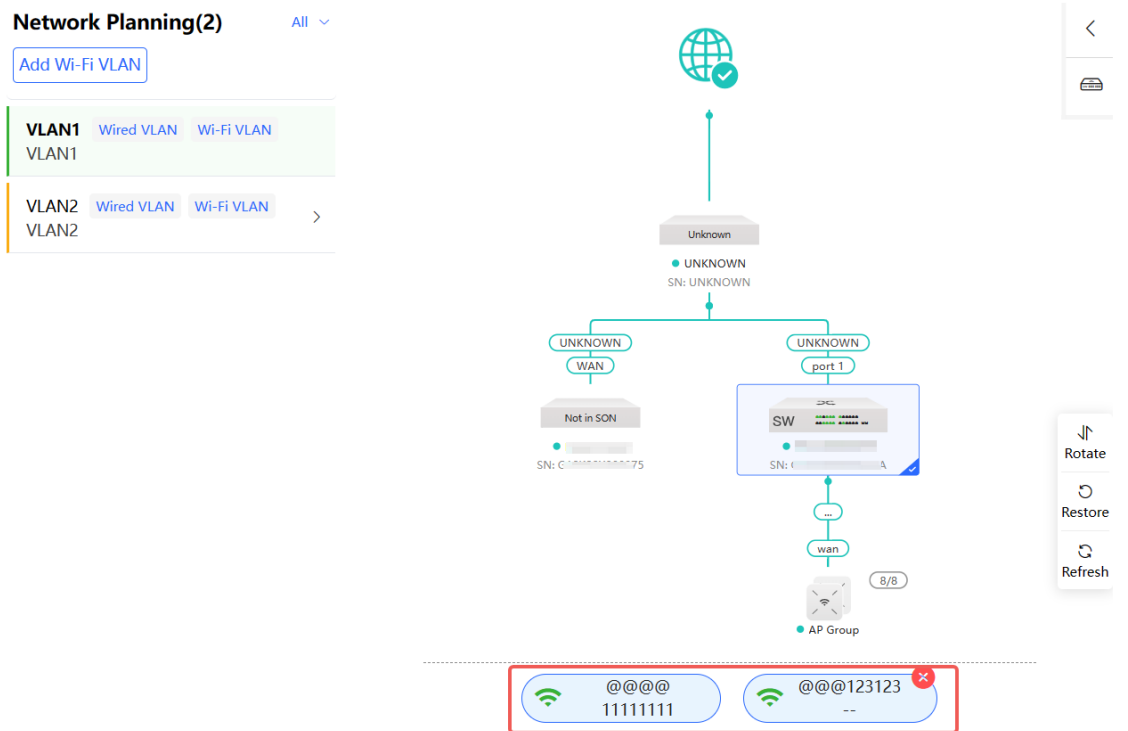 Network Planning(2)
All
Add Wi-Fi VLAN
VLAN1 Wired VLAN Wi-Fi VLAN
VLAN1
VLAN2 Wired VLAN Wi-Fi VLAN
VLAN2
Unknown
UNKNOWN
SN: UNKNOWN
UNKNOWN
WAN
Not in SON
SN:
UNKNOWN
port 1
SW
SN:
...
wan
8/8
AP Group
@@@@
11111111
@@@123123
--
Rotate
Restore
Refresh